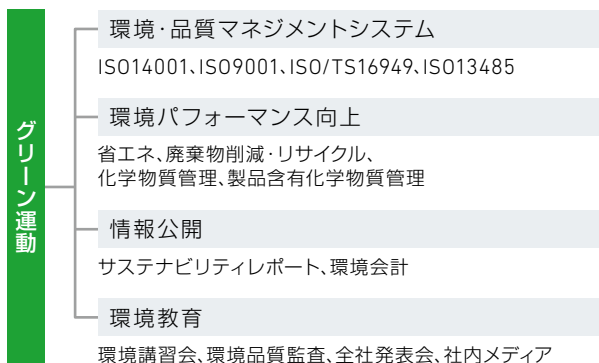 グリーン運動
環境・品質マネジメントシステム
ISO14001、ISO9001、ISO/TS16949、ISO13485
環境パフォーマンス向上
省エネ、廃棄物削減・リサイクル、
化学物質管理、製品含有化学物質管理
情報公開
サステナビリティレポート、環境会計
環境教育
環境講習会、環境品質監査、全社発表会、社内メディア